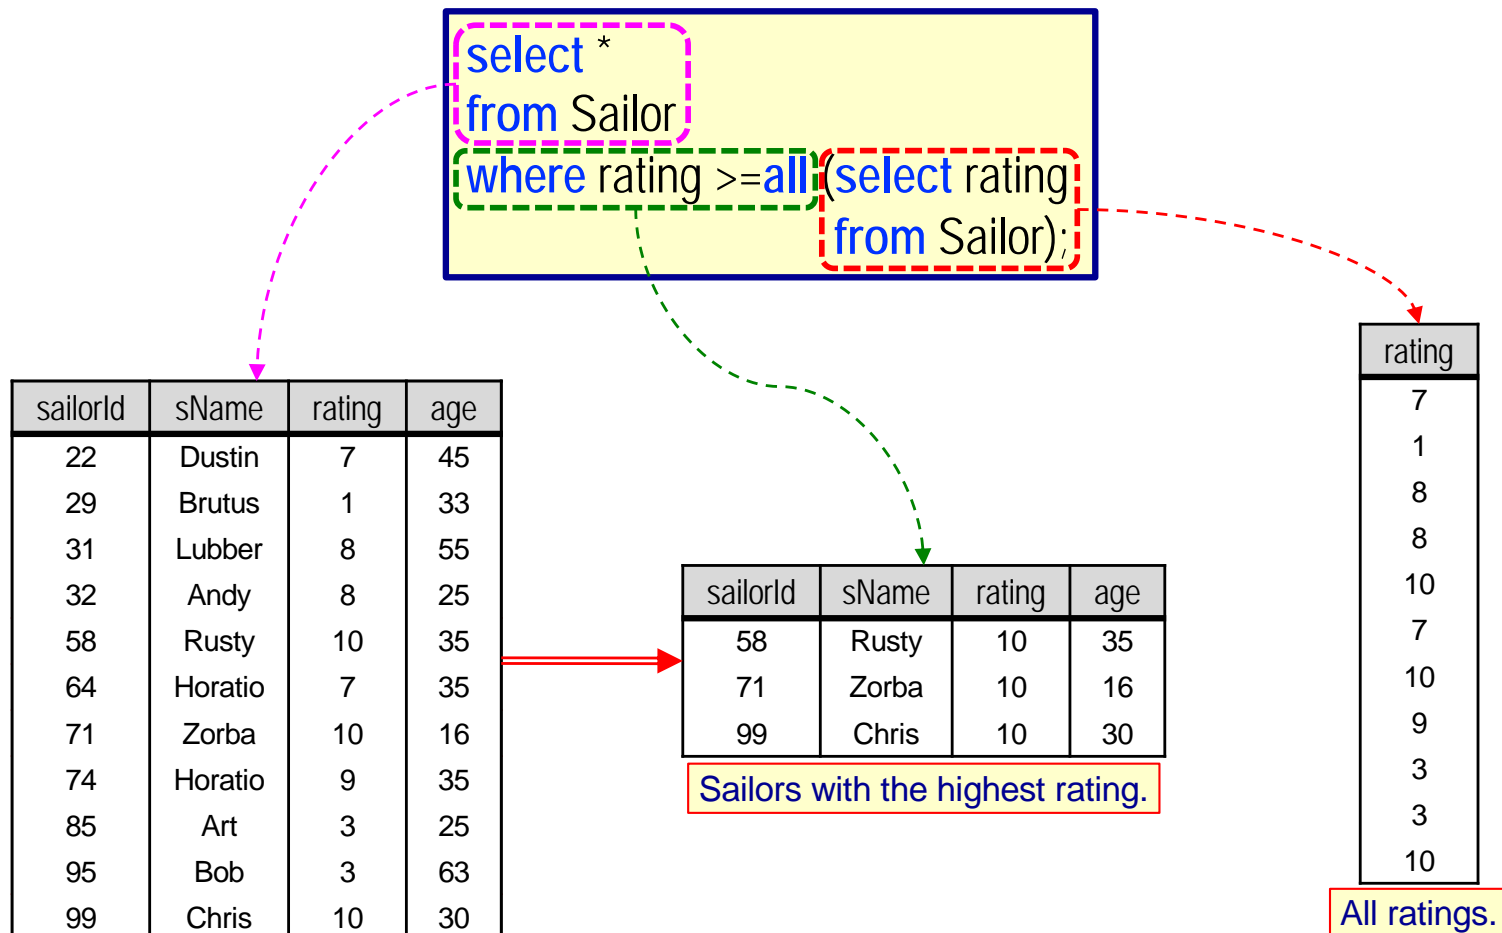 select *
from Sailor
where rating >=all (select rating
from Sailor);
sailorId sName rating age
22 Dustin 7 45
29 Brutus 1 33
31 Lubber 8 55
32 Andy 8 25
58 Rusty 10 35
64 Horatio 7 35
71 Zorba 10 16
74 Horatio 9 35
85 Art 3 25
95 Bob 3 63
99 Chris 10 30
sailorId sName rating age
58 Rusty 10 35
71 Zorba 10 16
99 Chris 10 30
Sailors with the highest rating.
rating
7
1
8
8
10
7
10
9
3
3
10
All ratings.